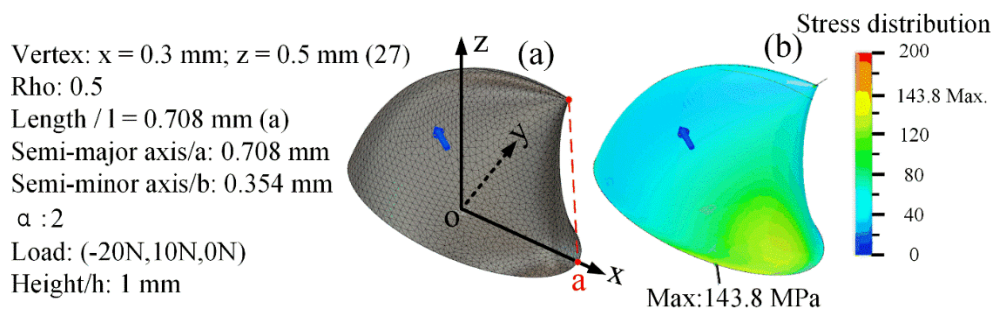 Vertex: x = 0.3 mm; z = 0.5 mm (27)
Rho: 0.5
Length / l = 0.708 mm (a)
Semi-major axis/a: 0.708 mm
Semi-minor axis/b: 0.354 mm
α :2
Load: (-20N,10N,0N)
Height/h: 1 mm
z
(a)
y
o
x
a
(b)
Max:143.8 MPa
Stress distribution
200
143.8 Max.
120
80
40
0